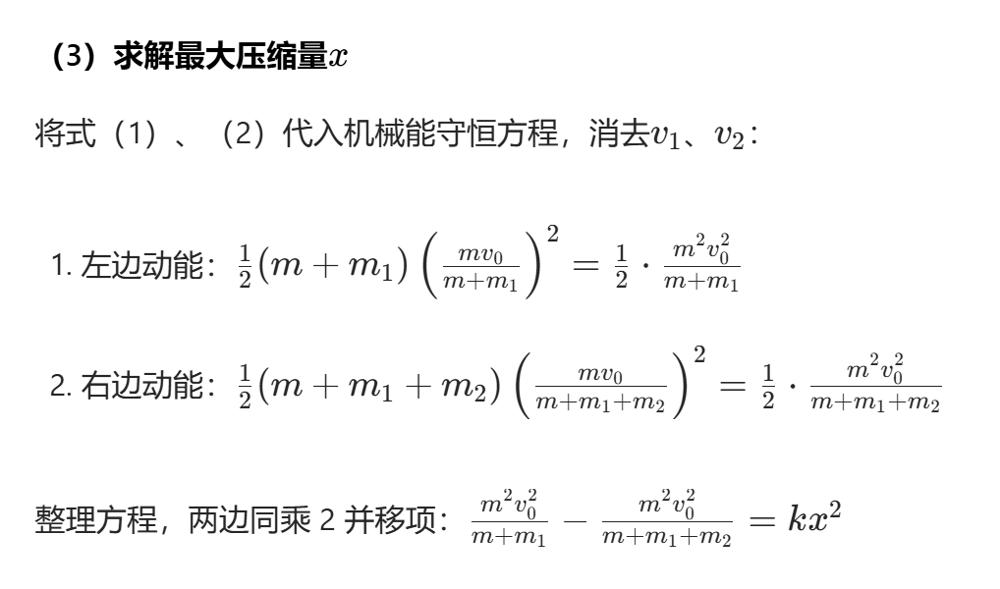 （3）求解最大压缩量x
将式（1）、（2）代入机械能守恒方程，消去v₁、v₂：
1. 左边动能：$\frac{1}{2}(m+m_1)\left(\frac{mv_0}{m+m_1}\right)^2=\frac{1}{2}\cdot\frac{m^2v_0^2}{m+m_1}$
2. 右边动能：$\frac{1}{2}(m+m_1+m_2)\left(\frac{mv_0}{m+m_1+m_2}\right)^2=\frac{1}{2}\cdot\frac{m^2v_0^2}{m+m_1+m_2}$
整理方程，两边同乘 2 并移项：$\frac{m^2v_0^2}{m+m_1}-\frac{m^2v_0^2}{m+m_1+m_2}=kx^2$